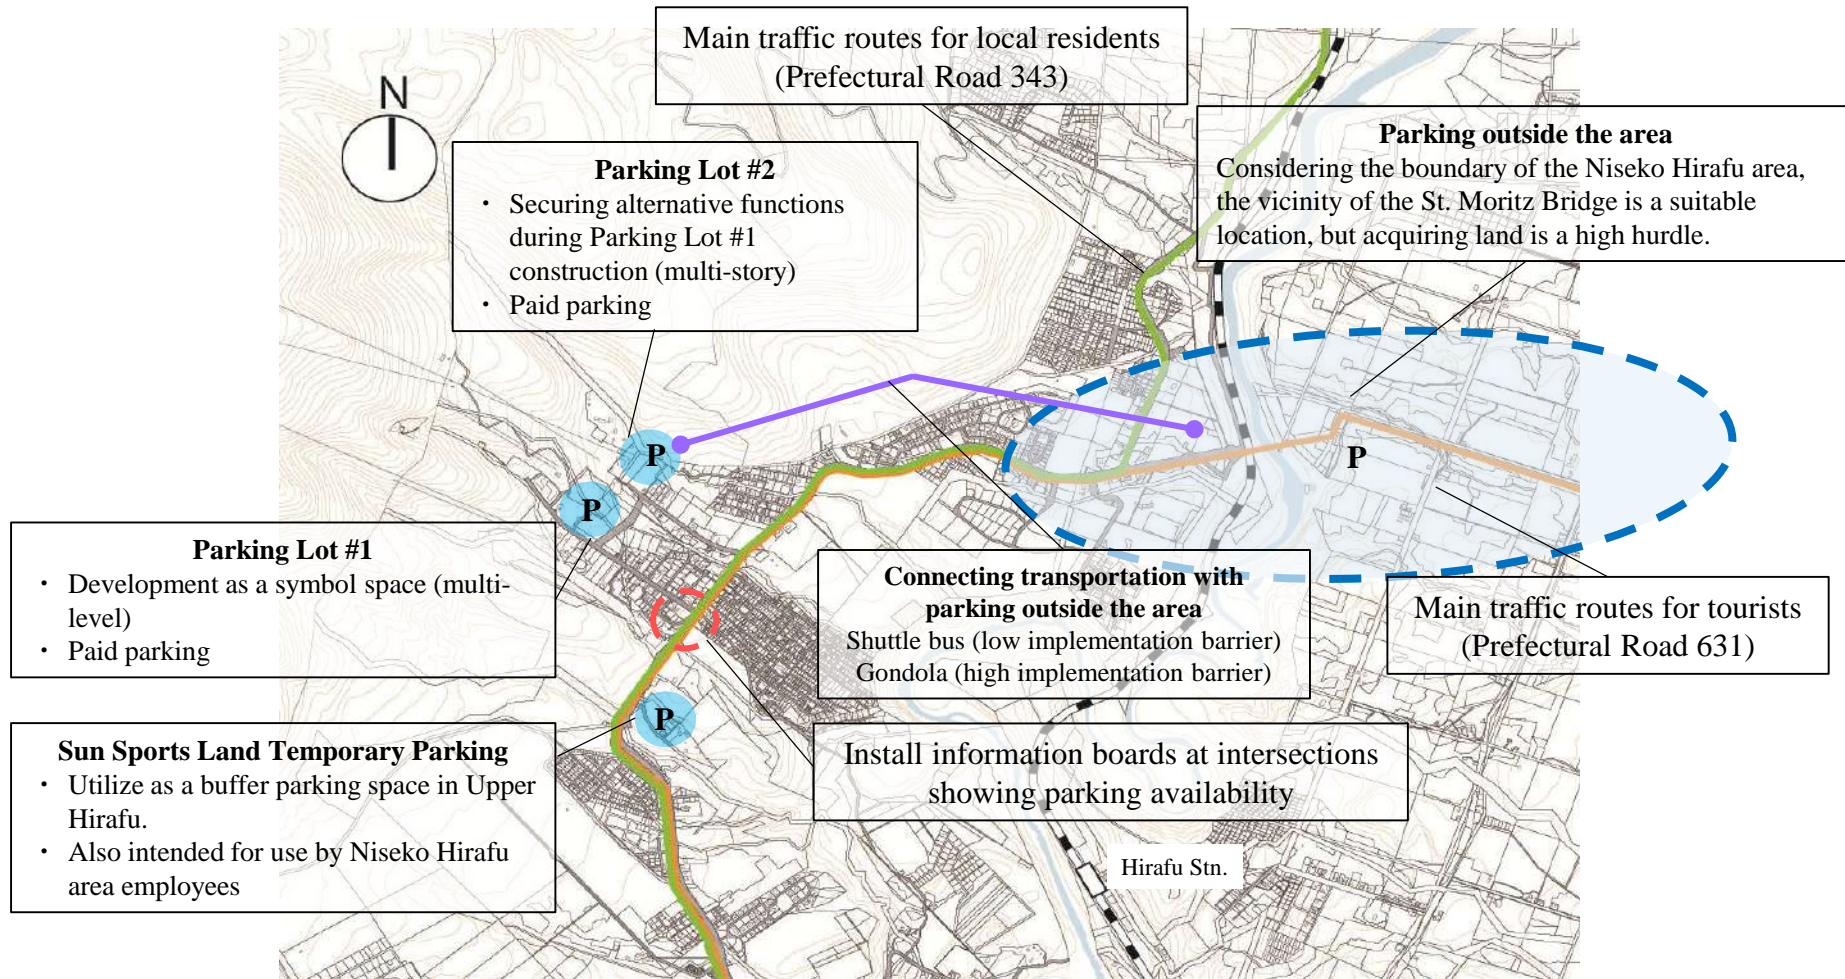 Main traffic routes for local residents
(Prefectural Road 343)
N
Parking outside the area
Considering the boundary of the Niseko Hirafu area,
the vicinity of the St. Moritz Bridge is a suitable
location, but acquiring land is a high hurdle.
Parking Lot #2
・ Securing alternative functions
during Parking Lot #1
construction (multi-story)
・ Paid parking
P
P
P
Parking Lot #1
・ Development as a symbol space (multi-
level)
・ Paid parking
Connecting transportation with
parking outside the area
Shuttle bus (low implementation barrier)
Gondola (high implementation barrier)
Main traffic routes for tourists
(Prefectural Road 631)
P
Sun Sports Land Temporary Parking
・ Utilize as a buffer parking space in Upper
Hirafu.
・ Also intended for use by Niseko Hirafu
area employees
Install information boards at intersections
showing parking availability
Hirafu Stn.